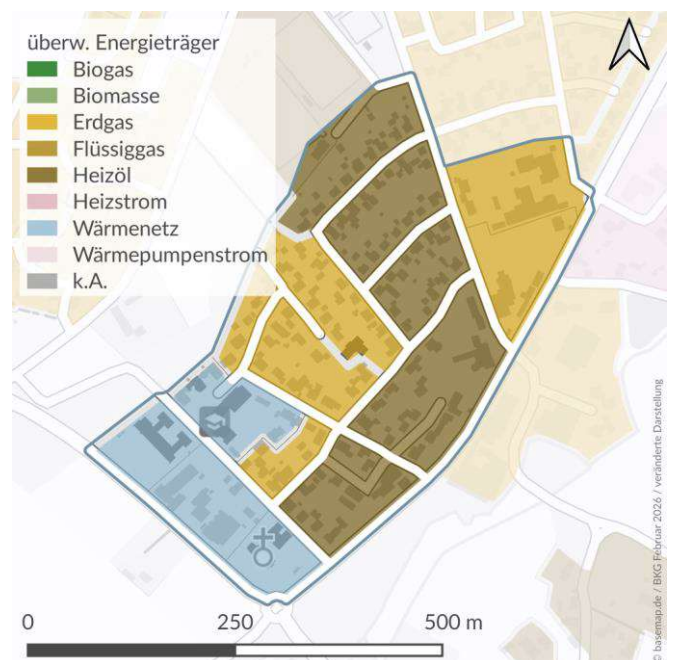 überw. Energieträger
Biogas
Biomasse
Erdgas
Flüssiggas
Heizöl
Heizstrom
Wärmenetz
Wärmepumpenstrom
k.A.
© basemap.de / BKG Februar 2026 / veränderte Darstellung
0 250 500 m